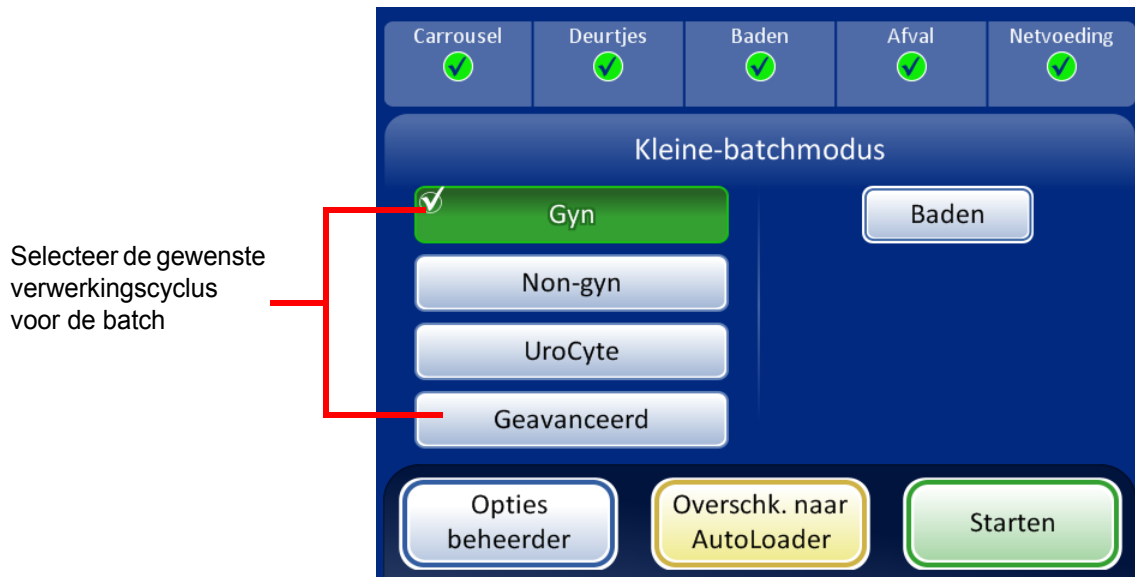 Carrousel
Deurtjes
Baden
Afval
Netvoeding
Kleine-batchmodus
Selecteer de gewenste
verwerkingscyclus
voor de batch
Gyn
Non-gyn
UroCyte
Geavanceerd
Baden
Opties
beheerder
Overschk. naar
AutoLoader
Starten